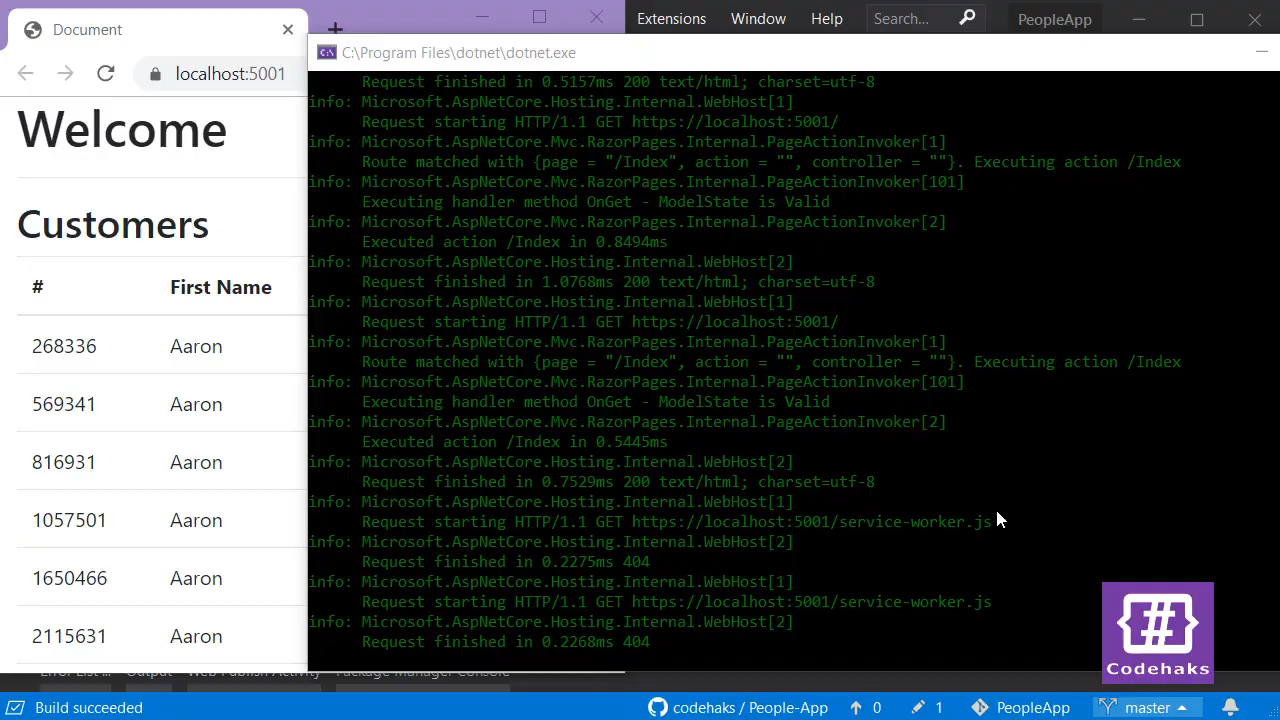 Document
localhost:5001
Welcome
Customers
# First Name
268336 Aaron
569341 Aaron
816931 Aaron
1057501 Aaron
1650466 Aaron
2115631 Aaron
Extensions Window Help Search... PeopleApp
C:\ C:\Program Files\dotnet\dotnet.exe
Request finished in 0.5157ms 200 text/html; charset=utf-8
info: Microsoft.AspNetCore.Hosting.Internal.WebHost[1]
Request starting HTTP/1.1 GET https://localhost:5001/
info: Microsoft.AspNetCore.Mvc.RazorPages.Internal.PageActionInvoker[1]
Route matched with {page = "/Index", action = "", controller = ""}. Executing action /Index
info: Microsoft.AspNetCore.Mvc.RazorPages.Internal.PageActionInvoker[101]
Executing handler method OnGet - ModelState is Valid
info: Microsoft.AspNetCore.Mvc.RazorPages.Internal.PageActionInvoker[2]
Executed action /Index in 0.8494ms
info: Microsoft.AspNetCore.Hosting.Internal.WebHost[2]
Request finished in 1.0768ms 200 text/html; charset=utf-8
info: Microsoft.AspNetCore.Hosting.Internal.WebHost[1]
Request starting HTTP/1.1 GET https://localhost:5001/
info: Microsoft.AspNetCore.Mvc.RazorPages.Internal.PageActionInvoker[1]
Route matched with {page = "/Index", action = "", controller = ""}. Executing action /Index
info: Microsoft.AspNetCore.Mvc.RazorPages.Internal.PageActionInvoker[101]
Executing handler method OnGet - ModelState is Valid
info: Microsoft.AspNetCore.Mvc.RazorPages.Internal.PageActionInvoker[2]
Executed action /Index in 0.5445ms
info: Microsoft.AspNetCore.Hosting.Internal.WebHost[2]
Request finished in 0.7529ms 200 text/html; charset=utf-8
info: Microsoft.AspNetCore.Hosting.Internal.WebHost[1]
Request starting HTTP/1.1 GET https://localhost:5001/service-worker.js
info: Microsoft.AspNetCore.Hosting.Internal.WebHost[2]
Request finished in 0.2275ms 404
info: Microsoft.AspNetCore.Hosting.Internal.WebHost[1]
Request starting HTTP/1.1 GET https://localhost:5001/service-worker.js
info: Microsoft.AspNetCore.Hosting.Internal.WebHost[2]
Request finished in 0.2268ms 404
{#}
Codehaks
Error List ... Output Web Publish Activity Package Manager Console
Build succeeded codehaks / People-App 0 1 PeopleApp master